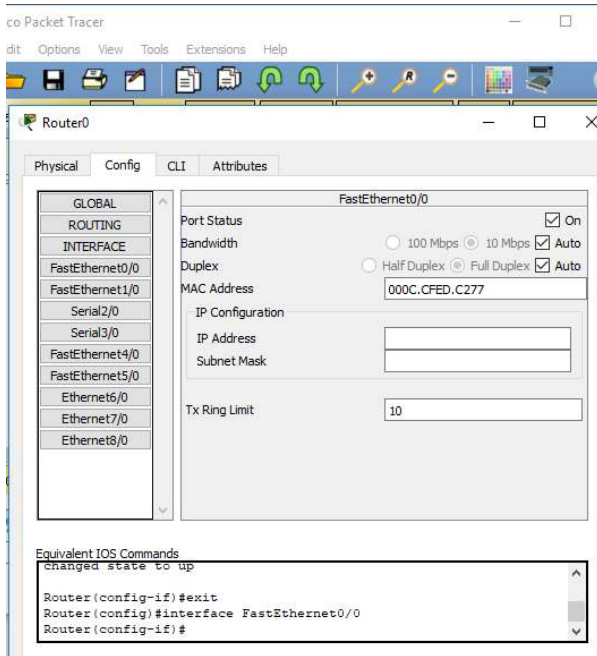 co Packet Tracer
dit Options View Tools Extensions Help
R
Router0
Physical Config CLI Attributes
GLOBAL
ROUTING
INTERFACE
FastEthernet0/0
FastEthernet1/0
Serial2/0
Serial3/0
FastEthernet4/0
FastEthernet5/0
Ethernet6/0
Ethernet7/0
Ethernet8/0
FastEthernet0/0
Port Status On
Bandwidth 100 Mbps 10 Mbps Auto
Duplex Half Duplex Full Duplex Auto
MAC Address 000C.CFED.C277
IP Configuration
IP Address
Subnet Mask
Tx Ring Limit 10
Equivalent IOS Commands
changed state to up
Router(config-if)#exit
Router(config)#interface FastEthernet0/0
Router(config-if)#